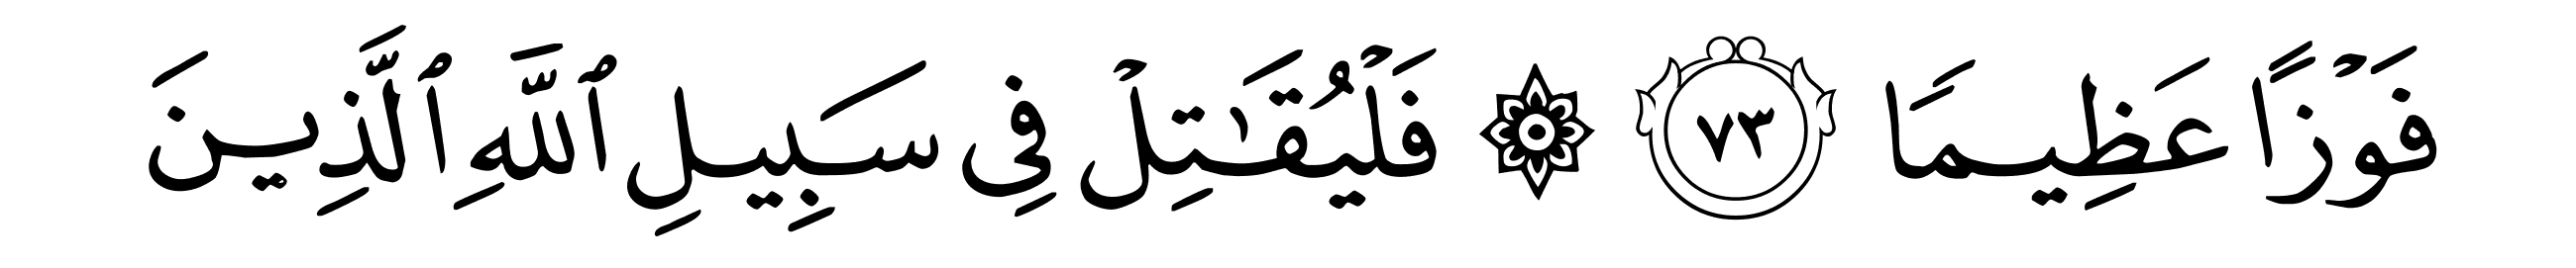 فَوۡزًا عَظِيمًا ٧٣ ۞ فَلۡيُقَٰتِلۡ فِي سَبِيلِ ٱللَّهِ ٱلَّذِينَ